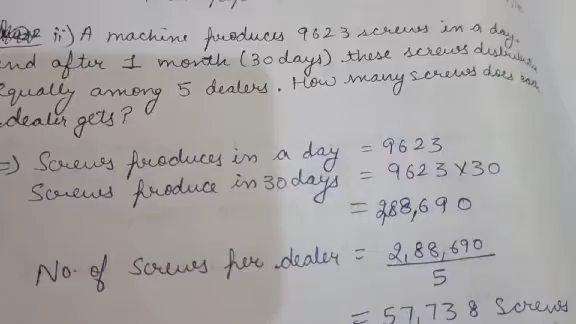 ii) A machine produces 9623 screws in a day.
and after 1 month (30 days) these screws
equally among 5 dealers. How many screws does each
dealer gets?
=) Screws produces in a day = 9623
Screws produce in 30 days = 9623 x 30
= 288,690
No. of Screws per dealer = 2,88,690
5
= 57,738 Screws